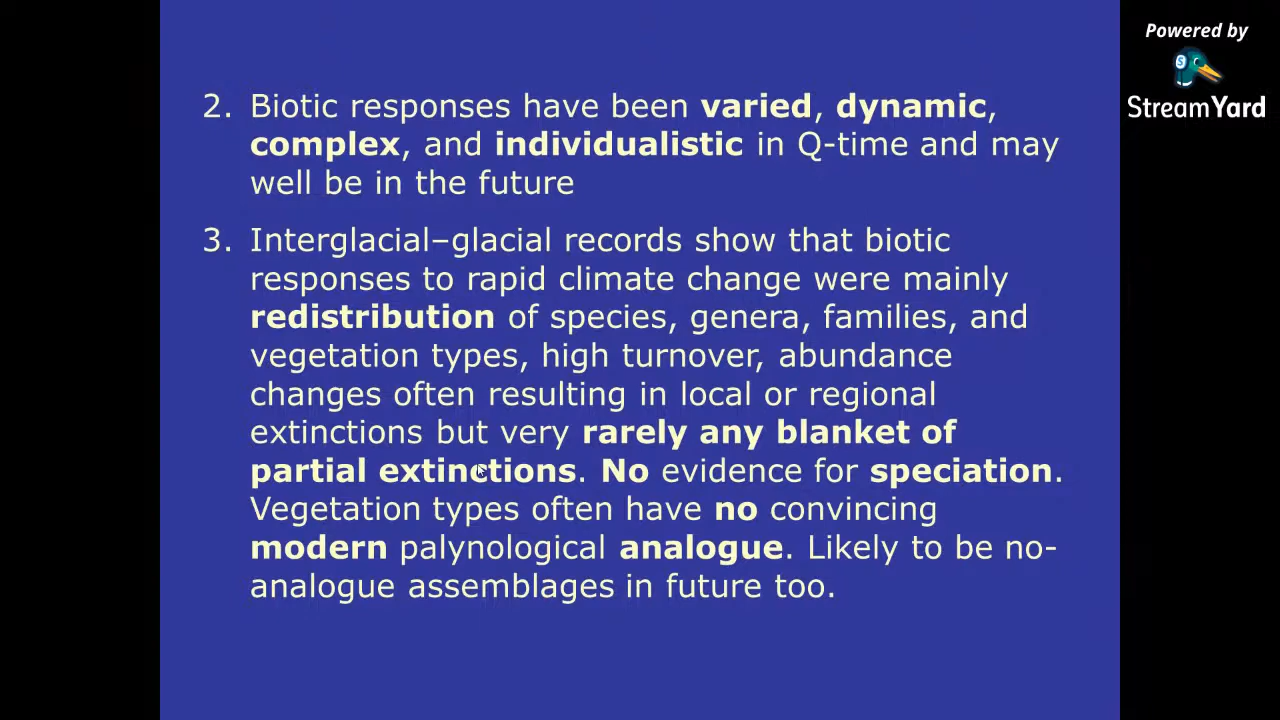 Powered by
StreamYard
2. Biotic responses have been varied, dynamic,
complex, and individualistic in Q-time and may
well be in the future
3. Interglacial–glacial records show that biotic
responses to rapid climate change were mainly
redistribution of species, genera, families, and
vegetation types, high turnover, abundance
changes often resulting in local or regional
extinctions but very rarely any blanket of
partial extinctions. No evidence for speciation.
Vegetation types often have no convincing
modern palynological analogue. Likely to be no-
analogue assemblages in future too.